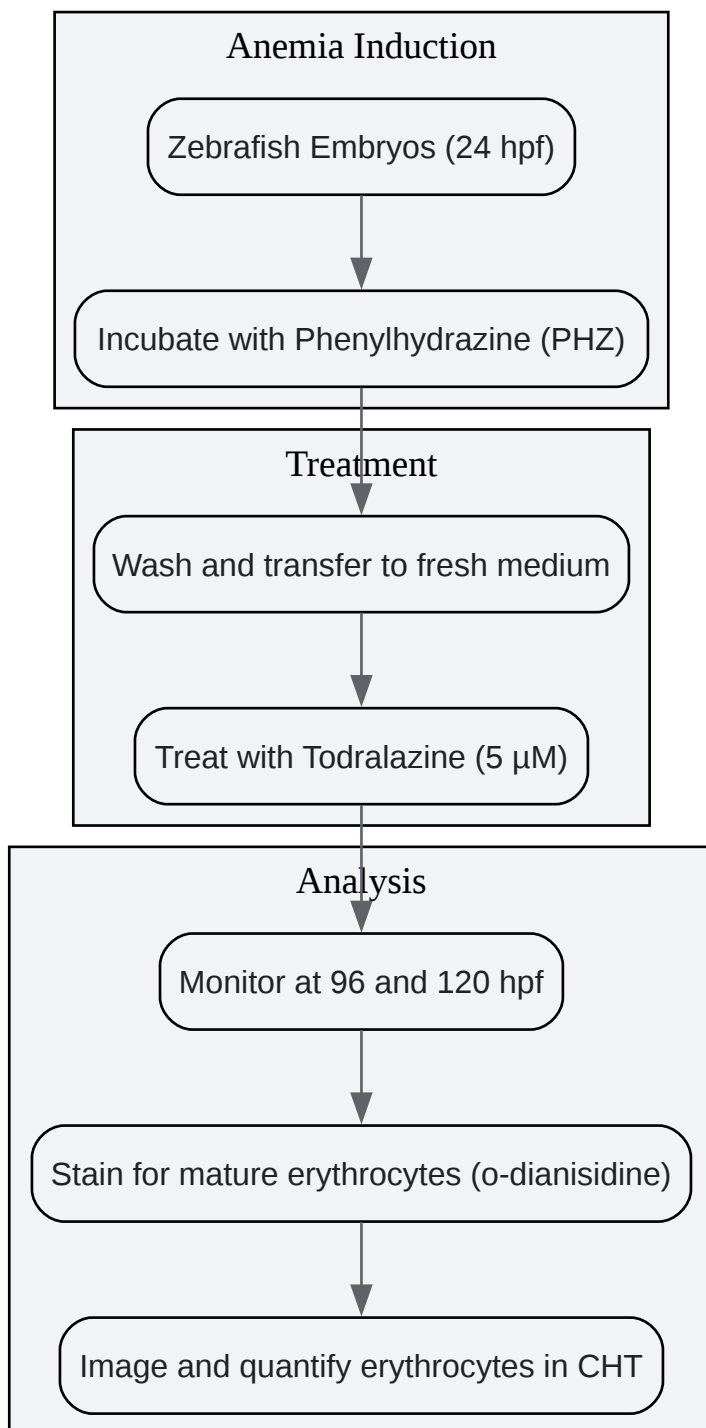 Anemia Induction
Zebrafish Embryos (24 hpf)
Incubate with Phenylhydrazine (PHZ)
Treatment
Wash and transfer to fresh medium
Treat with Todralazine (5 µM)
Analysis
Monitor at 96 and 120 hpf
Stain for mature erythrocytes (o-dianisidine)
Image and quantify erythrocytes in CHT